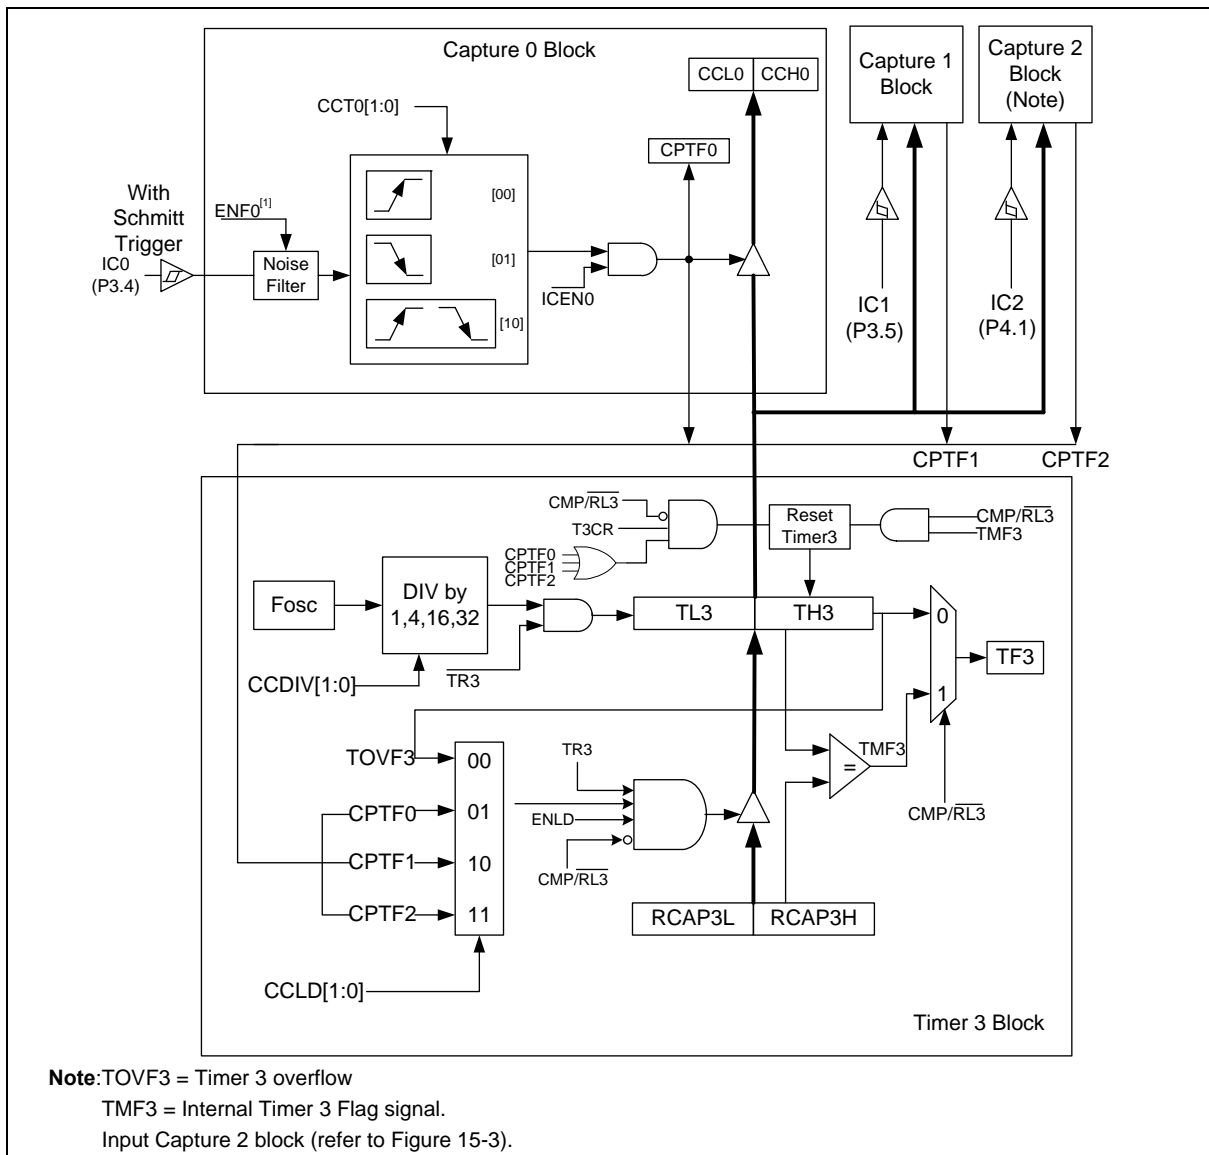 Capture 0 Block
CCL0 CCH0
Capture 1
Block
Capture 2
Block
(Note)
CCT0[1:0]
CPTF0
With
Schmitt
Trigger
IC0
(P3.4)
ENF0[1]
Noise
Filter
[00]
[01]
[10]
ICEN0
IC1
(P3.5)
IC2
(P4.1)
CPTF1
CPTF2
CMP/RL3
T3CR
CPTF0
CPTF1
CPTF2
Reset
Timer3
CMP/RL3
TMF3
Fosc
DIV by
1,4,16,32
TL3 TH3
0
1
TF3
TR3
CCDIV[1:0]
TOVF3
00
CPTF0
01
CPTF1
10
CPTF2
11
TR3
ENLD
CMP/RL3
=
TMF3
CMP/RL3
RCAP3L RCAP3H
CCLD[1:0]
Timer 3 Block
Note:TOVF3 = Timer 3 overflow
TMF3 = Internal Timer 3 Flag signal.
Input Capture 2 block (refer to Figure 15-3).